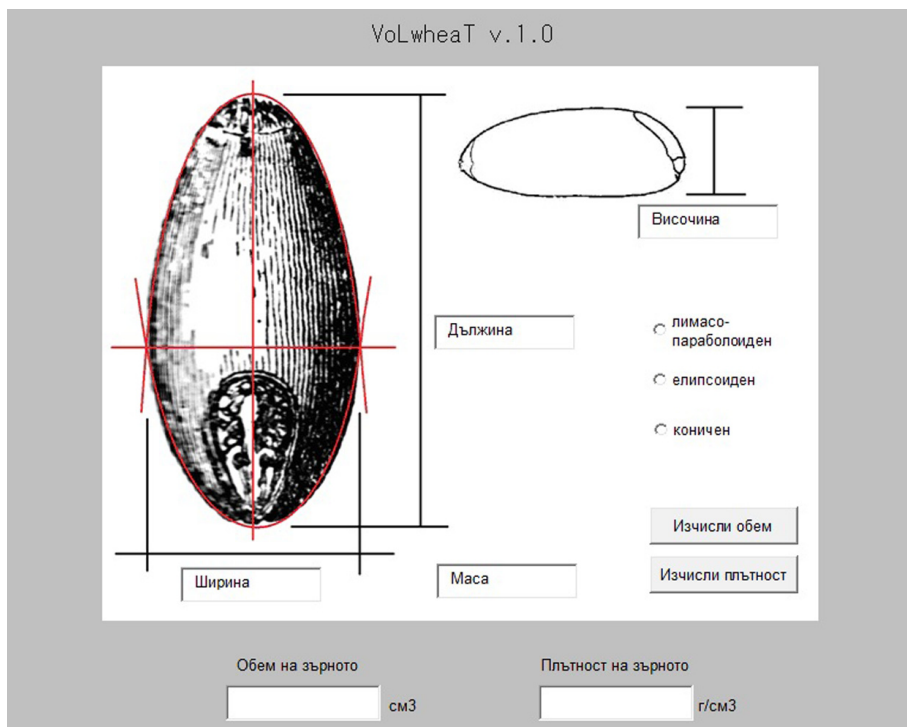 VoLwheaT v.1.0
Височина
Дължина
лимасо-
параболоиден
елипсоиден
коничен
Изчисли обем
Ширина
Маса
Изчисли плътност
Обем на зърното
Плътност на зърното
см3
г/см3